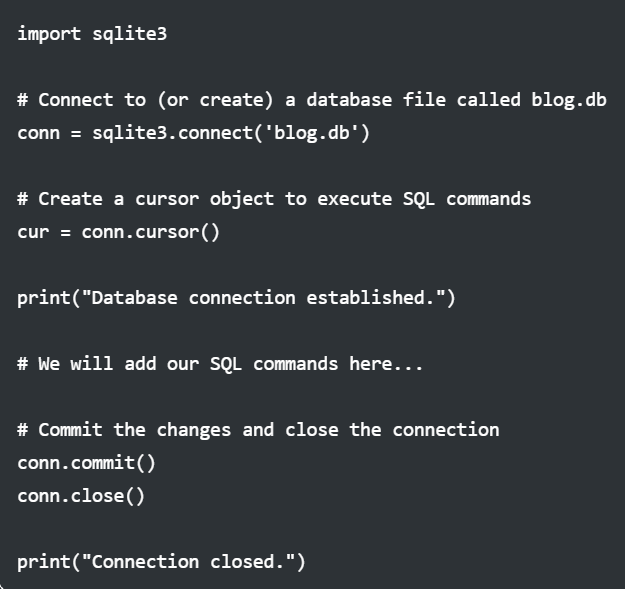 import sqlite3
# Connect to (or create) a database file called blog.db
conn = sqlite3.connect('blog.db')
# Create a cursor object to execute SQL commands
cur = conn.cursor()
print("Database connection established.")
# We will add our SQL commands here...
# Commit the changes and close the connection
conn.commit()
conn.close()
print("Connection closed.")